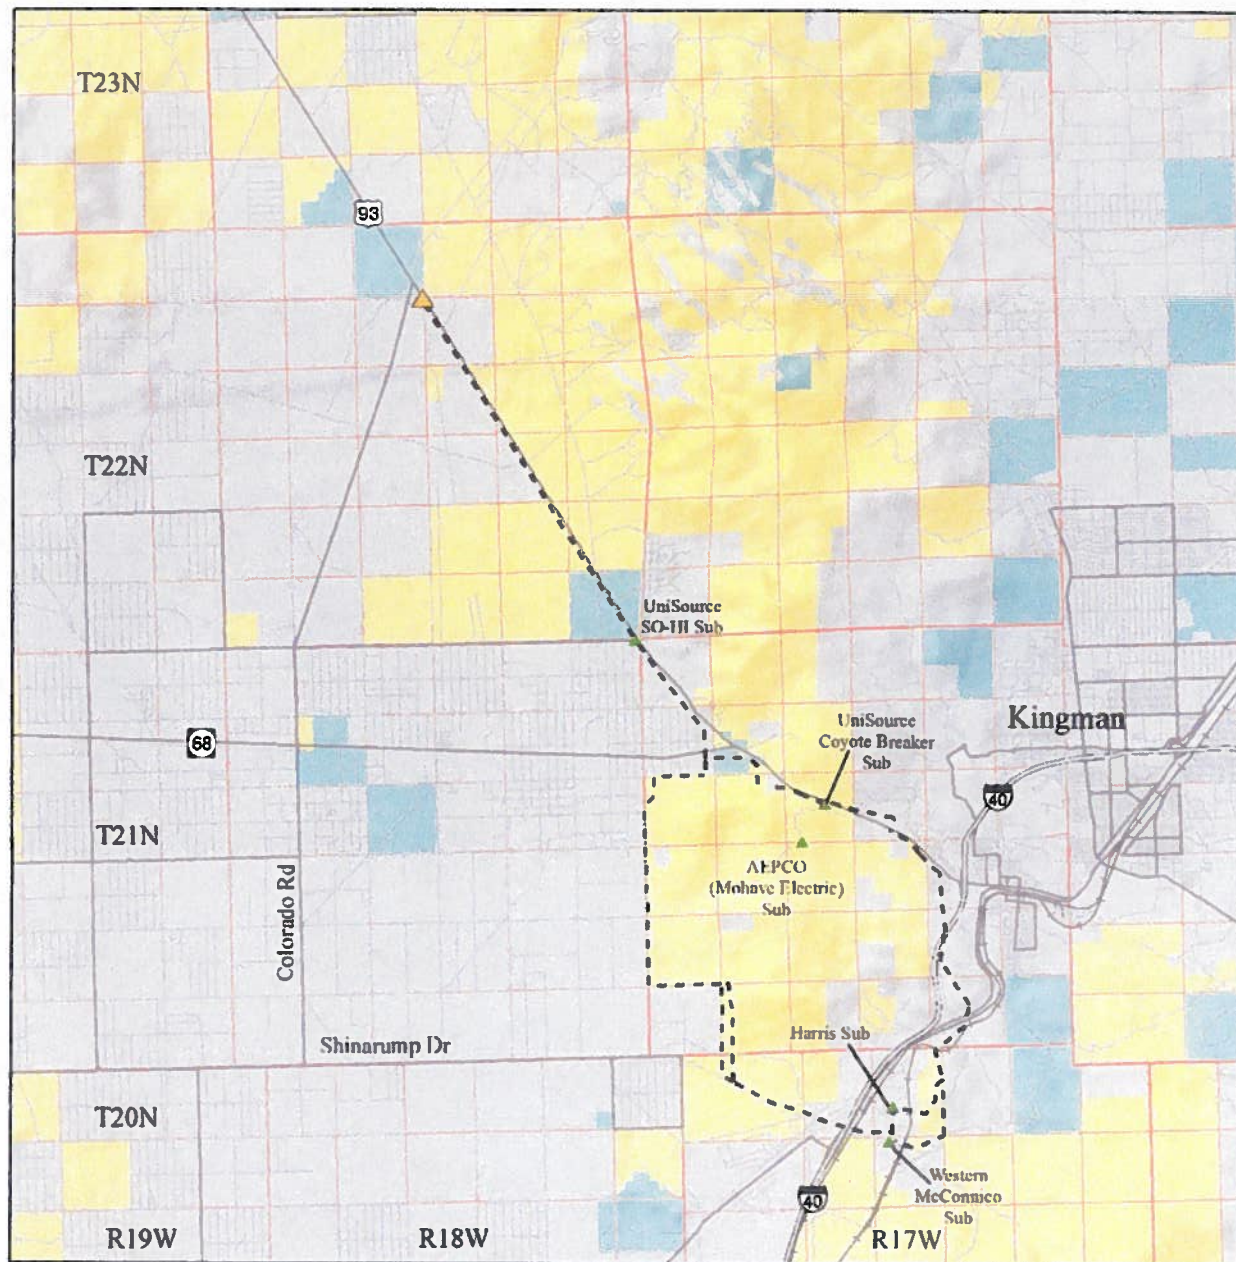 T23N
93
T22N
UniSource
SO-HI Sub
68
UniSource
Coyote Breaker
Sub
Kingman
40
T21N
AEPCO
(Mohave Electric)
Sub
Colorado Rd
Harris Sub
Shinarump Dr
T20N
Western
McConnico
Sub
40
R19W
R18W
R17W